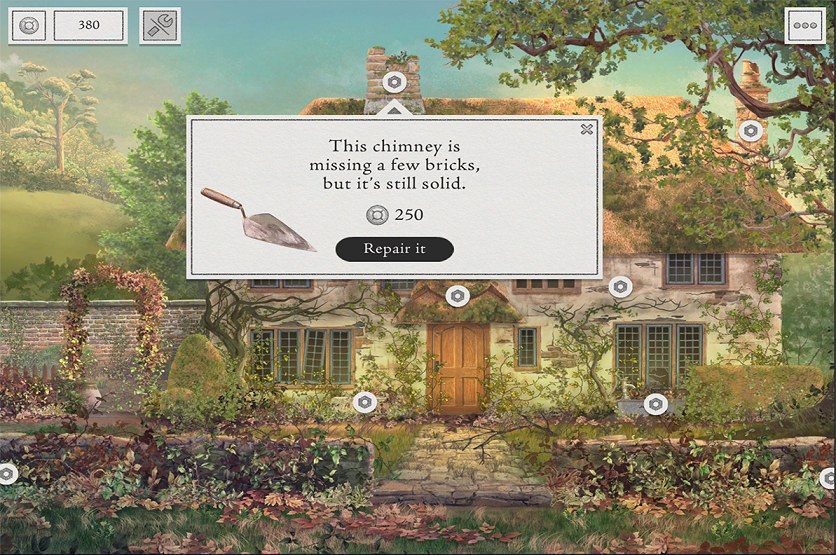 380
This chimney is
missing a few bricks,
but it's still solid.
250
Repair it